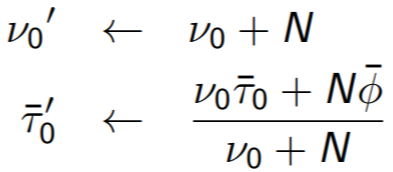 ν₀′ ← ν₀ + N
τ̄₀′ ← (ν₀τ̄₀ + Nϕ̄) / (ν₀ + N)